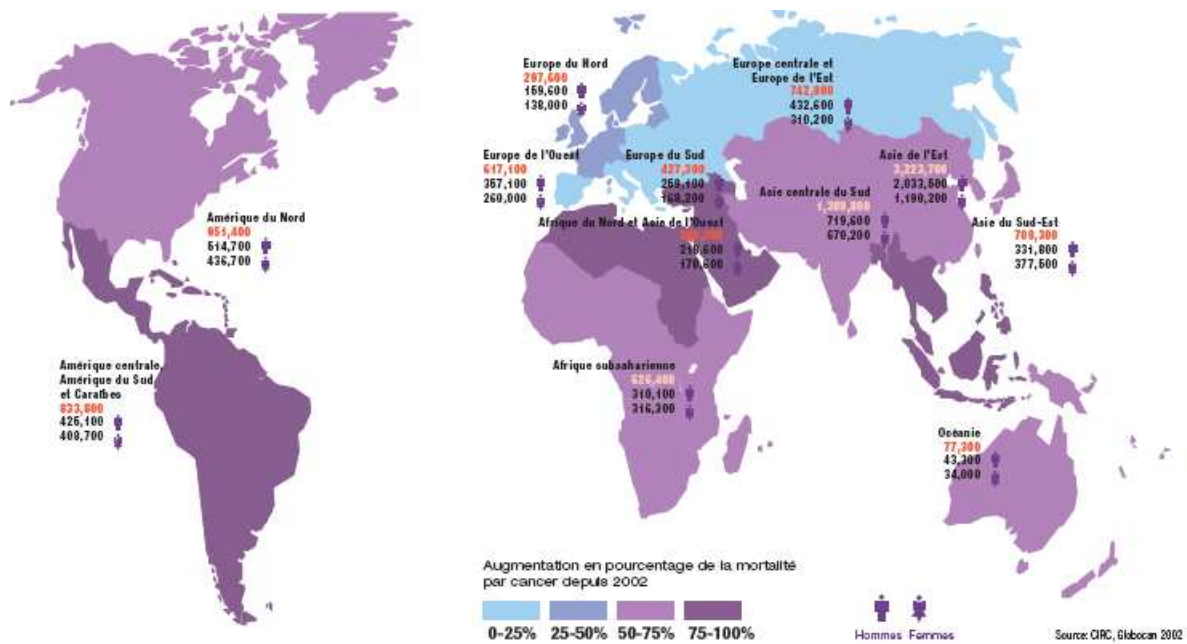 Europe du Nord
297,600
159,600
138,000
Europe centrale et
Europe de l'Est
742,800
432,600
310,200
Europe de l'Ouest
617,100
357,100
260,000
Europe du Sud
427,300
259,100
168,200
Asie de l'Est
3,223,700
2,033,500
1,190,200
Asie centrale du Sud
719,600
670,200
Amérique du Nord
951,400
514,700
436,700
Afrique du Nord et Asie de l'Ouest
218,600
170,600
Asie du Sud-Est
709,300
331,800
377,500
Amérique centrale,
Amérique du Sud
et Caraïbes
833,800
425,100
408,700
Afrique subsaharienne
626,400
310,100
316,300
Océanie
77,300
43,300
34,000
Augmentation en pourcentage de la mortalité
par cancer depuis 2002
0-25% 25-50% 50-75% 75-100%
Hommes Femmes
Source: CIRC, Globocan 2002